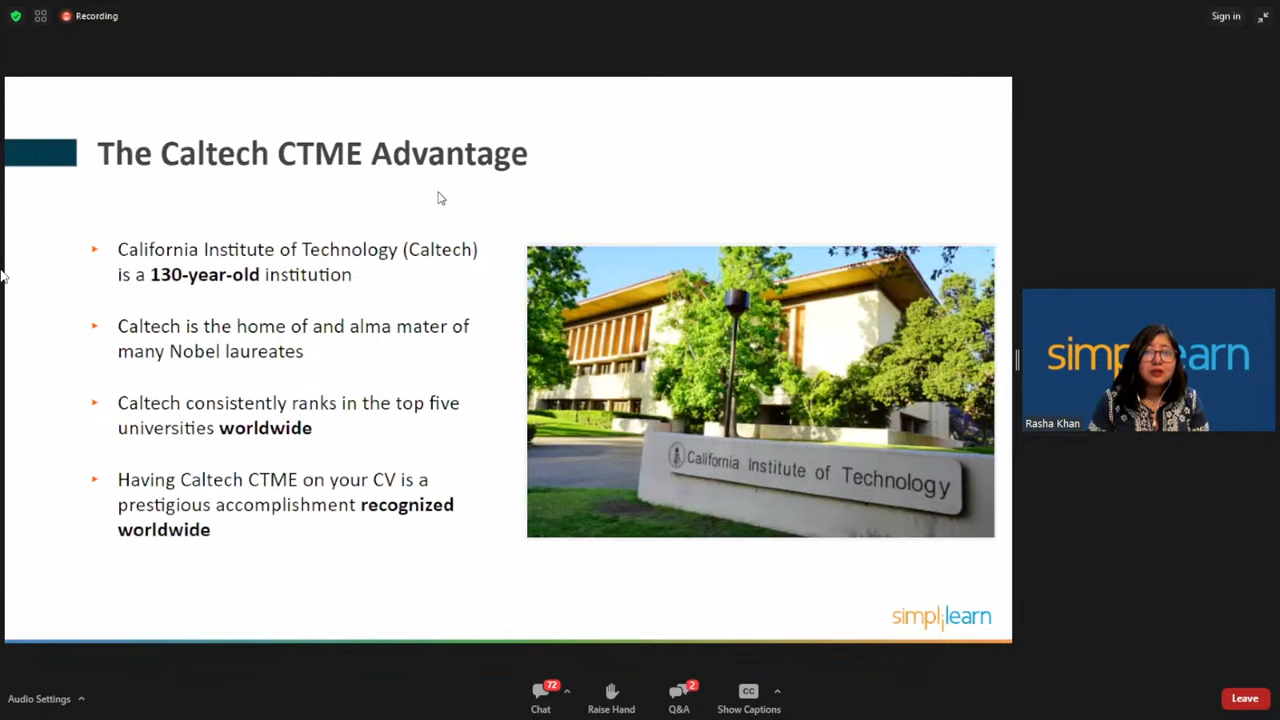 Recording
Sign in
The Caltech CTME Advantage
California Institute of Technology (Caltech)
is a 130-year-old institution
Caltech is the home of and alma mater of
many Nobel laureates
Caltech consistently ranks in the top five
universities worldwide
Having Caltech CTME on your CV is a
prestigious accomplishment recognized
worldwide
California Institute of Technology
simplilearn
Rasha Khan
Audio Settings
72
Chat
Raise Hand
2
Q&A
CC
Show Captions
Leave